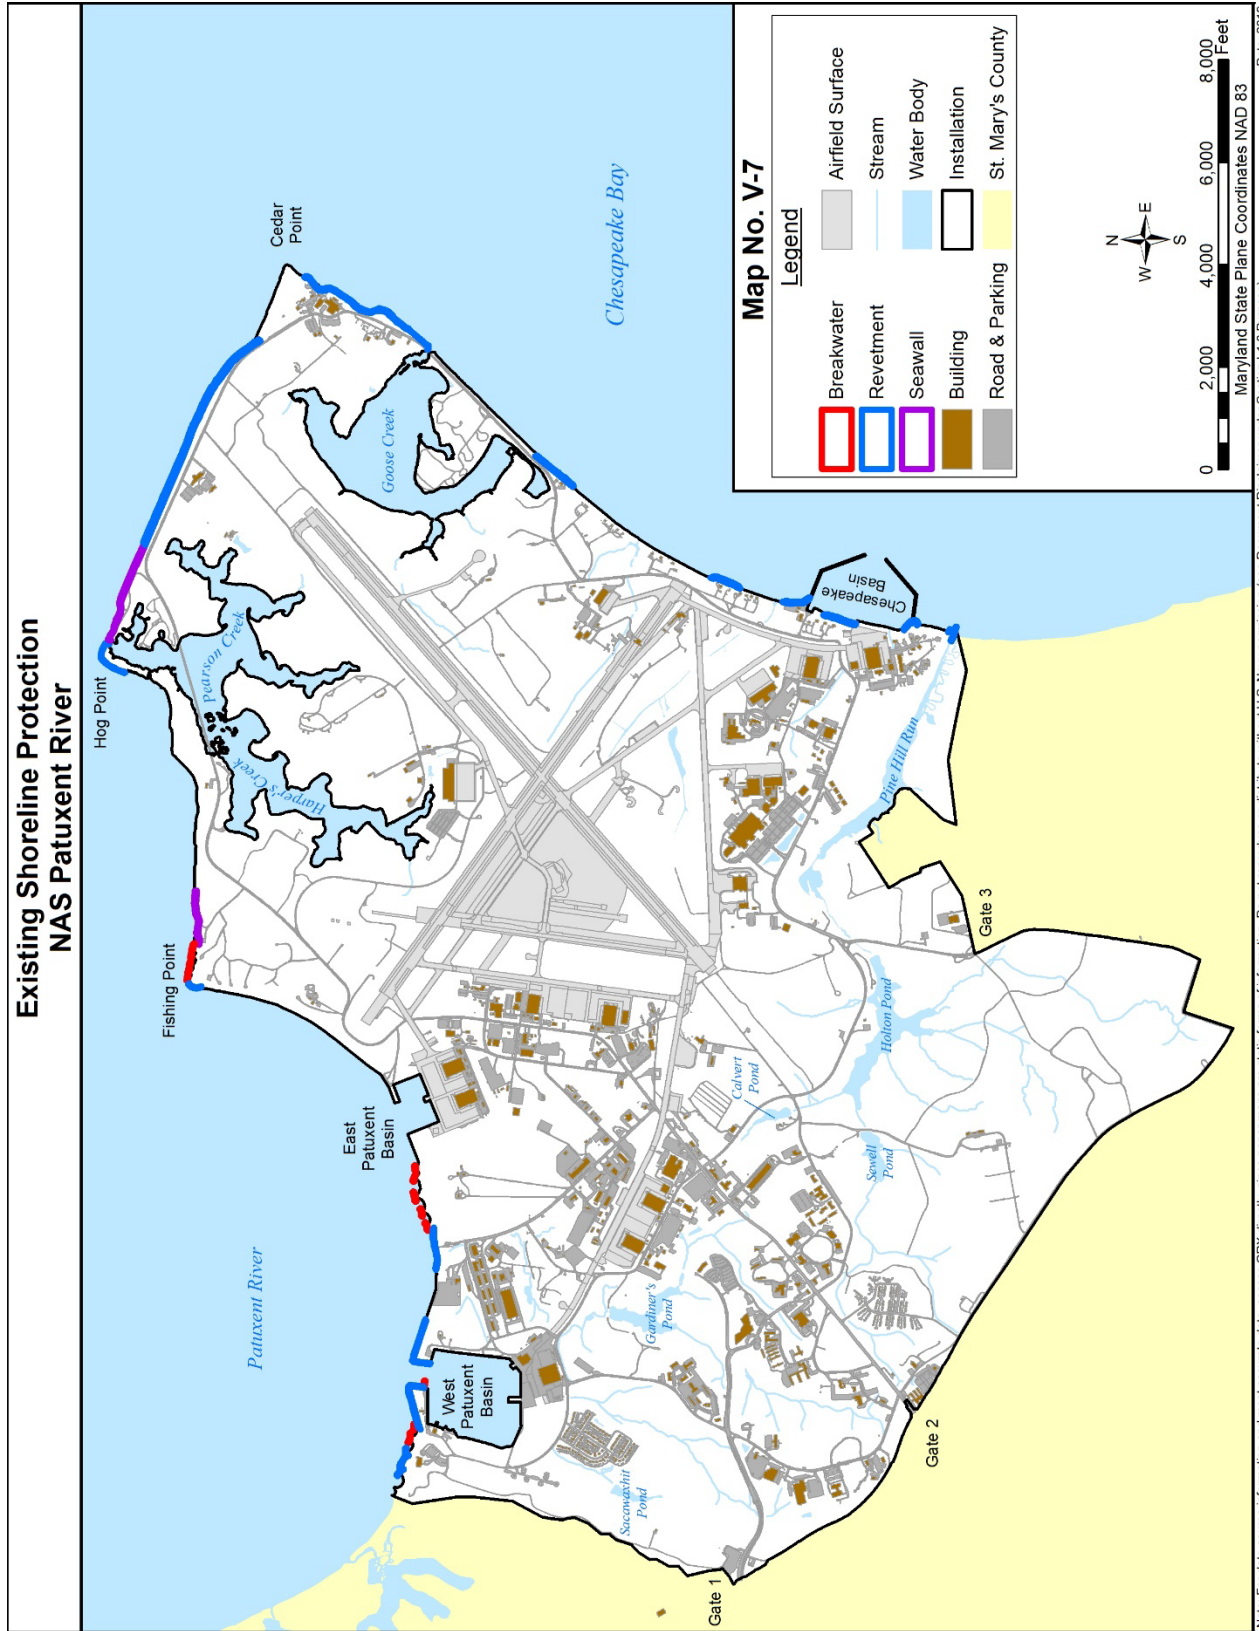 Existing Shoreline Protection
NAS Patuxent River
Hog Point
Cedar
Point
Fishing Point
Pearson Creek
Harper's Creek
Goose Creek
Chesapeake Bay
Patuxent River
East
Patuxent
Basin
West
Patuxent
Basin
Chesapeake
Basin
Pine Hill Run
Calvert
Pond
Holton Pond
Sewell
Pond
Gardiner's
Pond
Sacawaxhit
Pond
Gate 1
Gate 2
Gate 3
Map No. V-7
Legend
Breakwater
Revetment
Seawall
Building
Road & Parking
Airfield Surface
Stream
Water Body
Installation
St. Mary's County
N
W E
S
0 2,000 4,000 6,000 8,000
Feet
Maryland State Plane Coordinates NAD 83